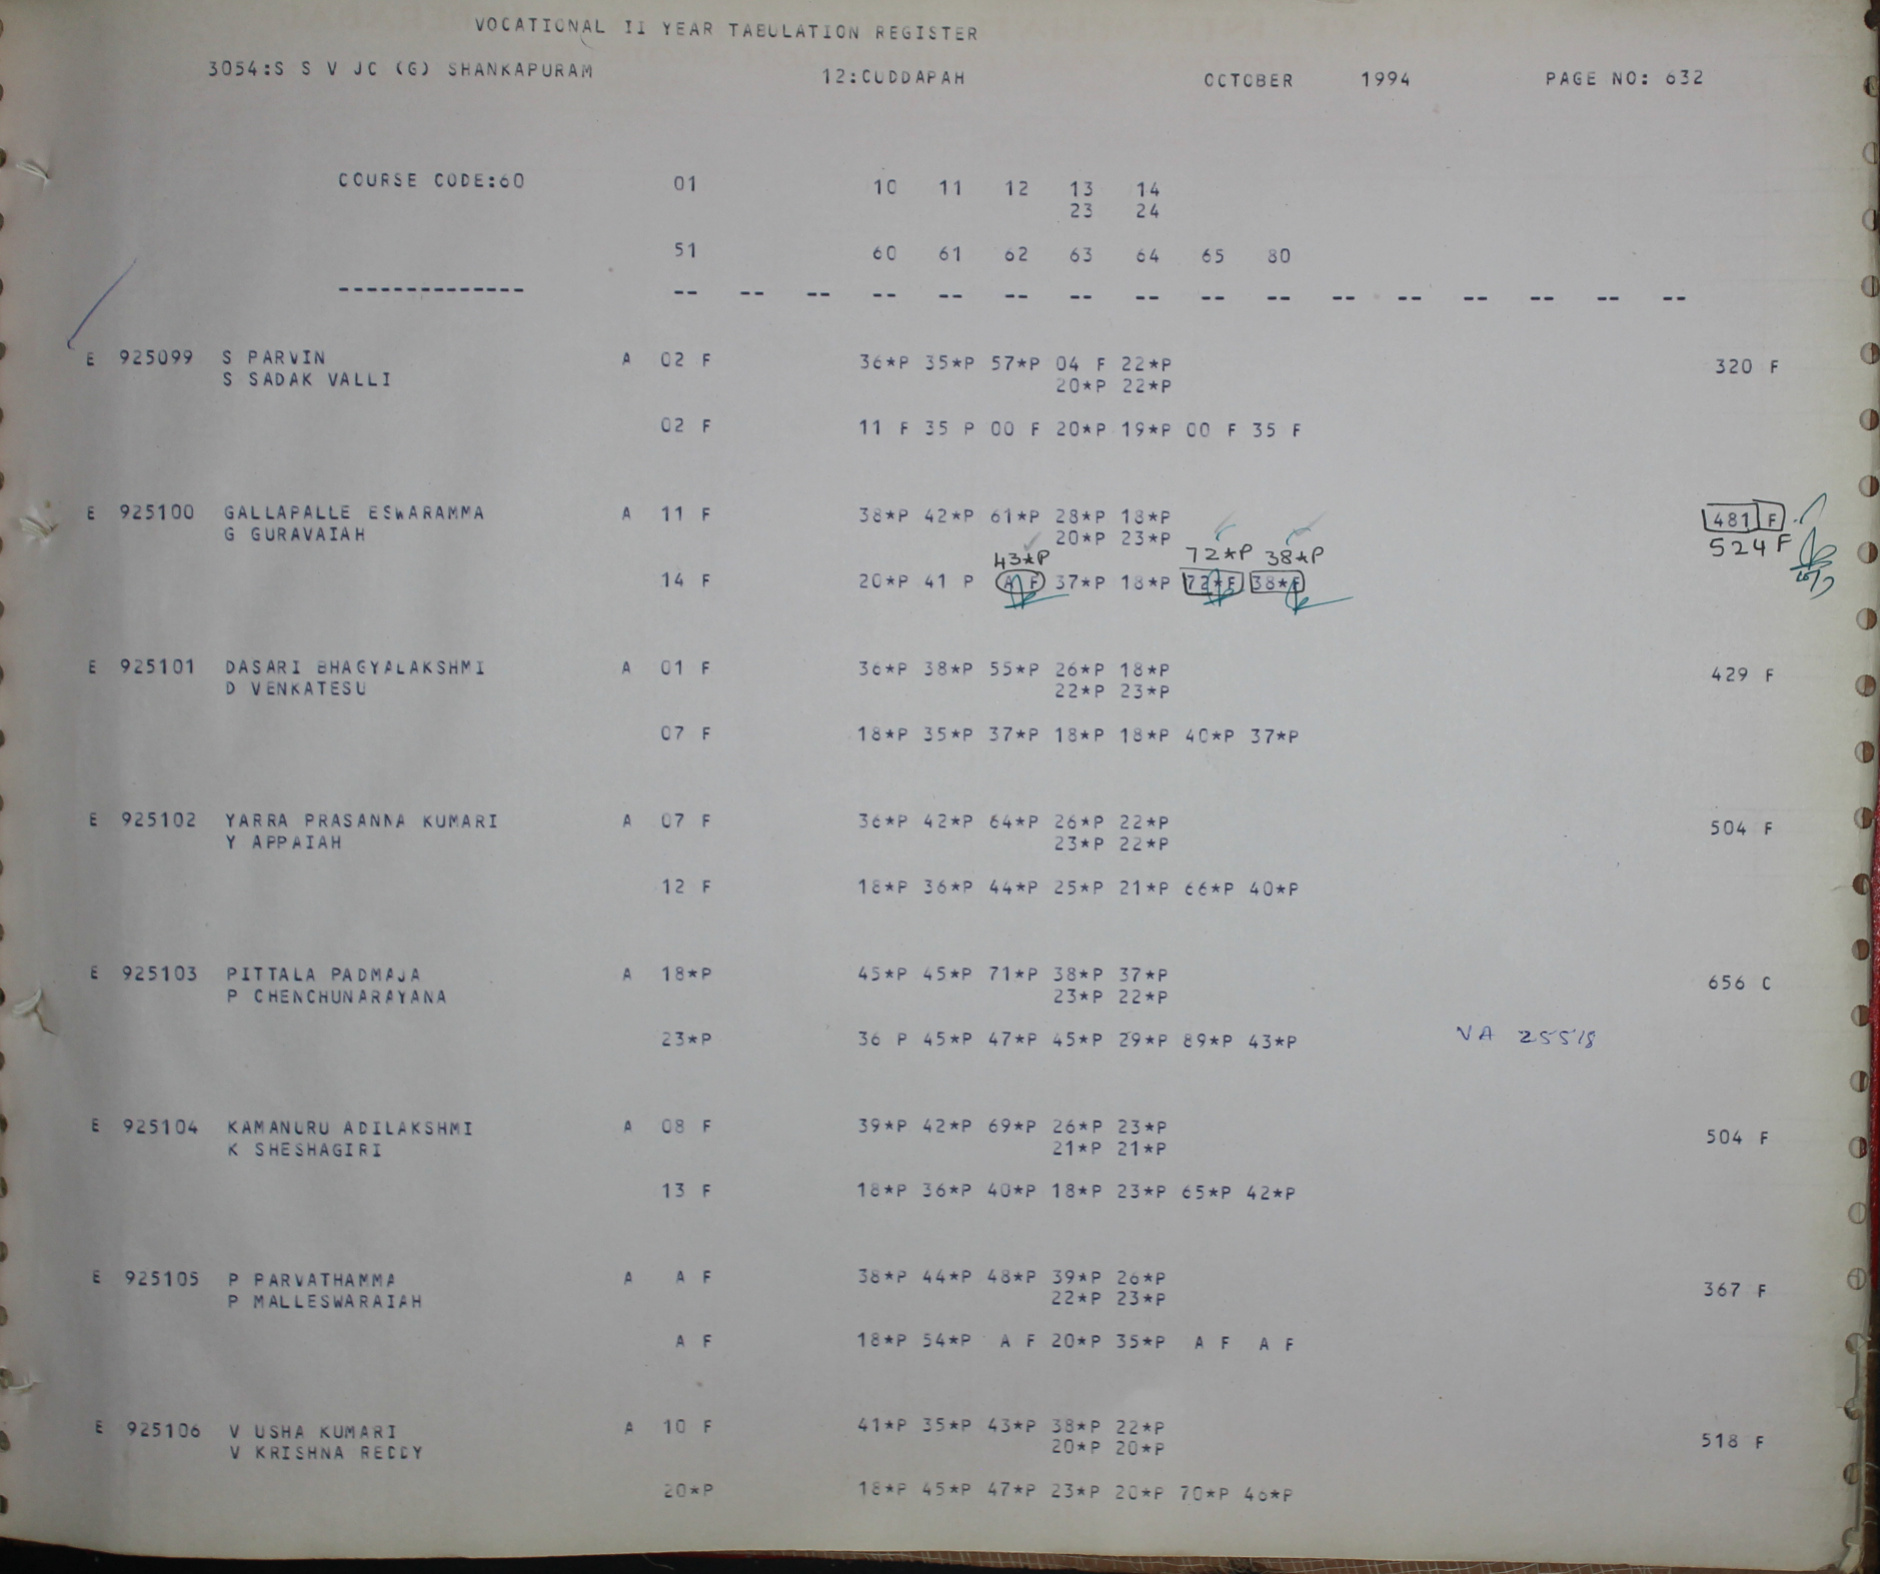 VOCATIONAL II YEAR TABULATION REGISTER
3054:S S V JC (G) SHANKAPURAM 12:CUDDAPAH OCTOBER 1994 PAGE NO: 632
COURSE CODE:60 01 10 11 12 13 14
23 24
51 60 61 62 63 64 65 80
-------------- -- -- -- -- -- -- -- -- -- -- -- -- -- -- -- --
E 925099 S PARVIN A 02 F 36*P 35*P 57*P 04 F 22*P 320 F
S SADAK VALLI 20*P 22*P
02 F 11 F 35 P 00 F 20*P 19*P 00 F 35 F
E 925100 GALLAPALLE ESWARAMMA A 11 F 38*P 42*P 61*P 28*P 18*P 481 F
G GURAVAIAH 20*P 23*P 524 F
43*P 72*P 38*P
14 F 20*P 41 P A F 37*P 18*P 72*F 38*F
E 925101 DASARI BHAGYALAKSHMI A 01 F 36*P 38*P 55*P 26*P 18*P 429 F
D VENKATESU 22*P 23*P
07 F 18*P 35*P 37*P 18*P 18*P 40*P 37*P
E 925102 YARRA PRASANNA KUMARI A 07 F 36*P 42*P 64*P 26*P 22*P 504 F
Y APPAIAH 23*P 22*P
12 F 18*P 36*P 44*P 25*P 21*P 66*P 40*P
E 925103 PITTALA PADMAJA A 18*P 45*P 45*P 71*P 38*P 37*P 656 C
P CHENCHUNARAYANA 23*P 22*P
23*P 36 P 45*P 47*P 45*P 29*P 89*P 43*P VA 25518
E 925104 KAMANURU ADILAKSHMI A 08 F 39*P 42*P 69*P 26*P 23*P 504 F
K SHESHAGIRI 21*P 21*P
13 F 18*P 36*P 40*P 18*P 23*P 65*P 42*P
E 925105 P PARVATHAMMA A A F 38*P 44*P 48*P 39*P 26*P 367 F
P MALLESWARAIAH 22*P 23*P
A F 18*P 54*P A F 20*P 35*P A F A F
E 925106 V USHA KUMARI A 10 F 41*P 35*P 43*P 38*P 22*P 518 F
V KRISHNA REDDY 20*P 20*P
20*P 18*P 45*P 47*P 23*P 20*P 70*P 46*P